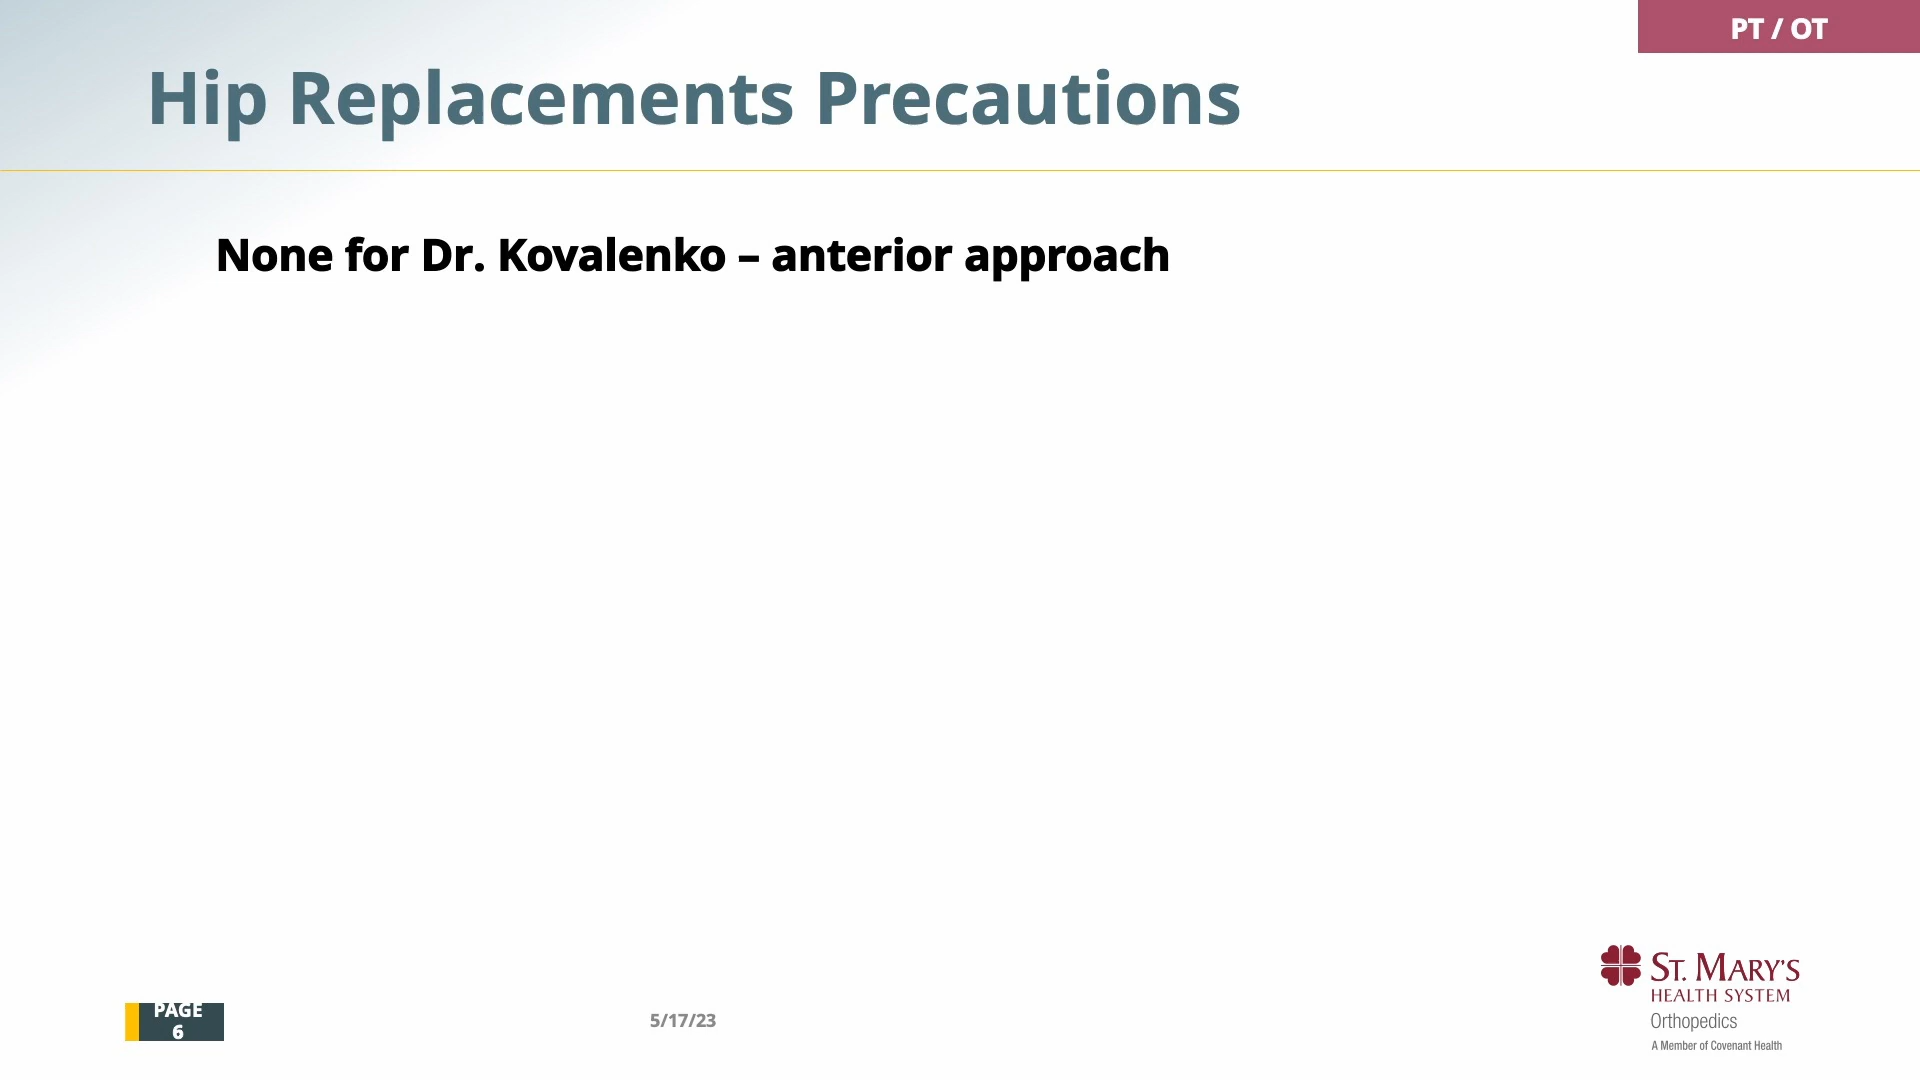 PT / OT
Hip Replacements Precautions
None for Dr. Kovalenko – anterior approach
PAGE
6
5/17/23
ST. MARY'S
HEALTH SYSTEM
Orthopedics
A Member of Covenant Health